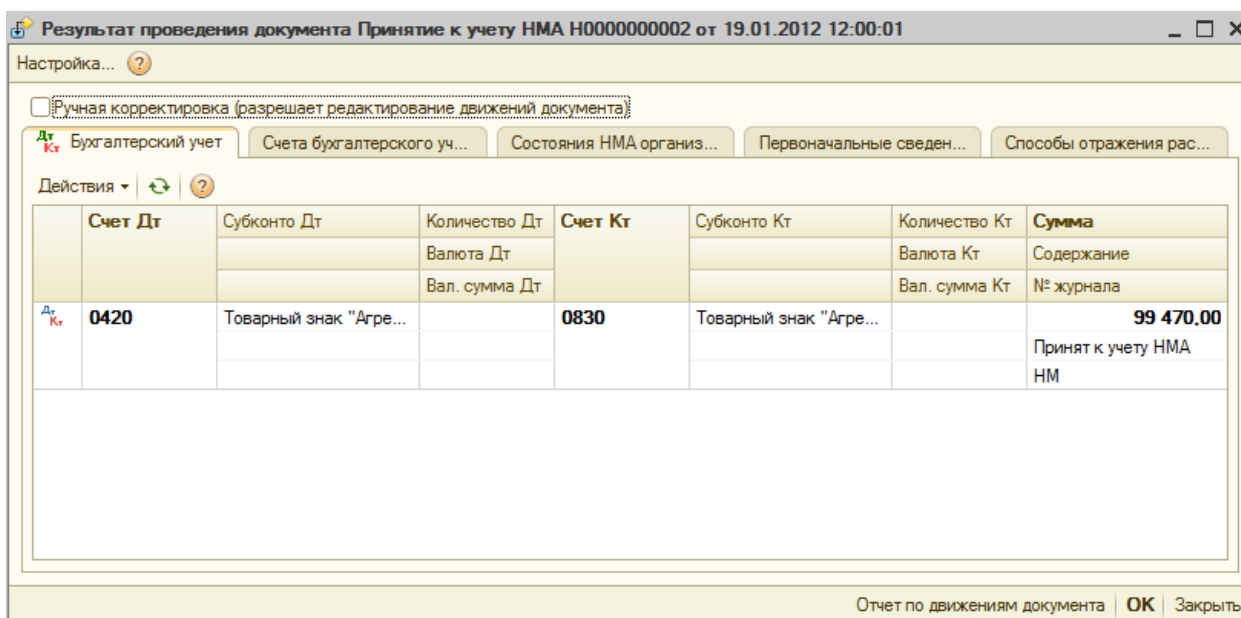 Результат проведения документа Принятие к учету НМА Н0000000002 от 19.01.2012 12:00:01
Настройка... ?
Ручная корректировка (разрешает редактирование движений документа)
Дт Кт Бухгалтерский учет Счета бухгалтерского уч... Состояния НМА организ... Первоначальные сведен... Способы отражения рас...
Действия ?
Счет Дт Субконто Дт Количество Дт Счет Кт Субконто Кт Количество Кт Сумма
Валюта Дт Валюта Кт Содержание
Вал. сумма Дт Вал. сумма Кт № журнала
Дт Кт 0420 Товарный знак "Агре... 0830 Товарный знак "Агре... 99 470,00
Принят к учету НМА
НМ
Отчет по движениям документа OK Закрыть